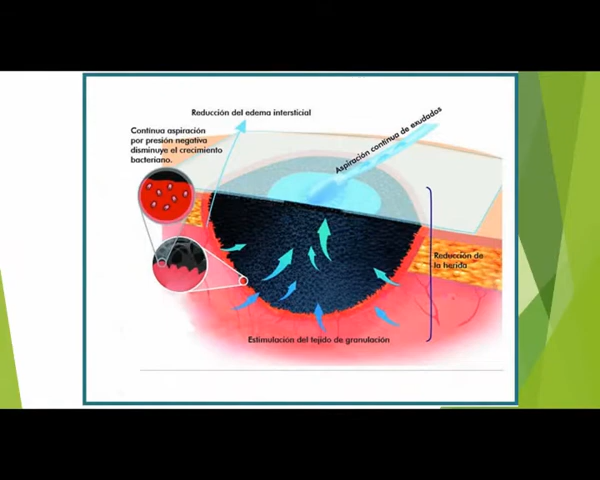 Reducción del edema intersticial
Continua aspiración
por presión negativa
disminuye el crecimiento
bacteriano.
Aspiración continua de exudados
Reducción de
la herida
Estimulación del tejido de granulación